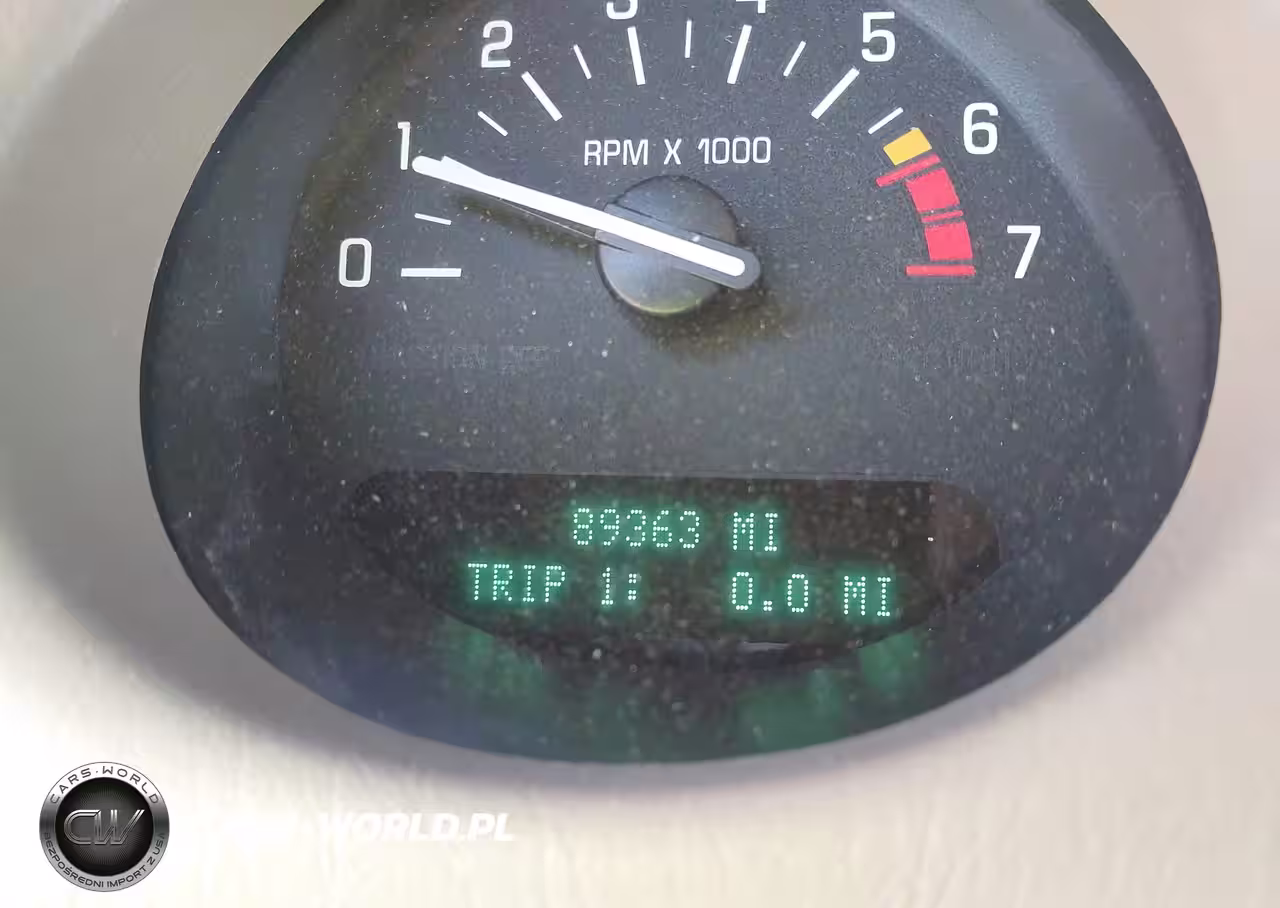 2 3 4 5
1 6
RPM X 1000
0 7
89363 MI
TRIP 1: 0.0 MI
CARS·WORLD
CW
BEZPOŚREDNI IMPORT Z USA
WORLD.PL